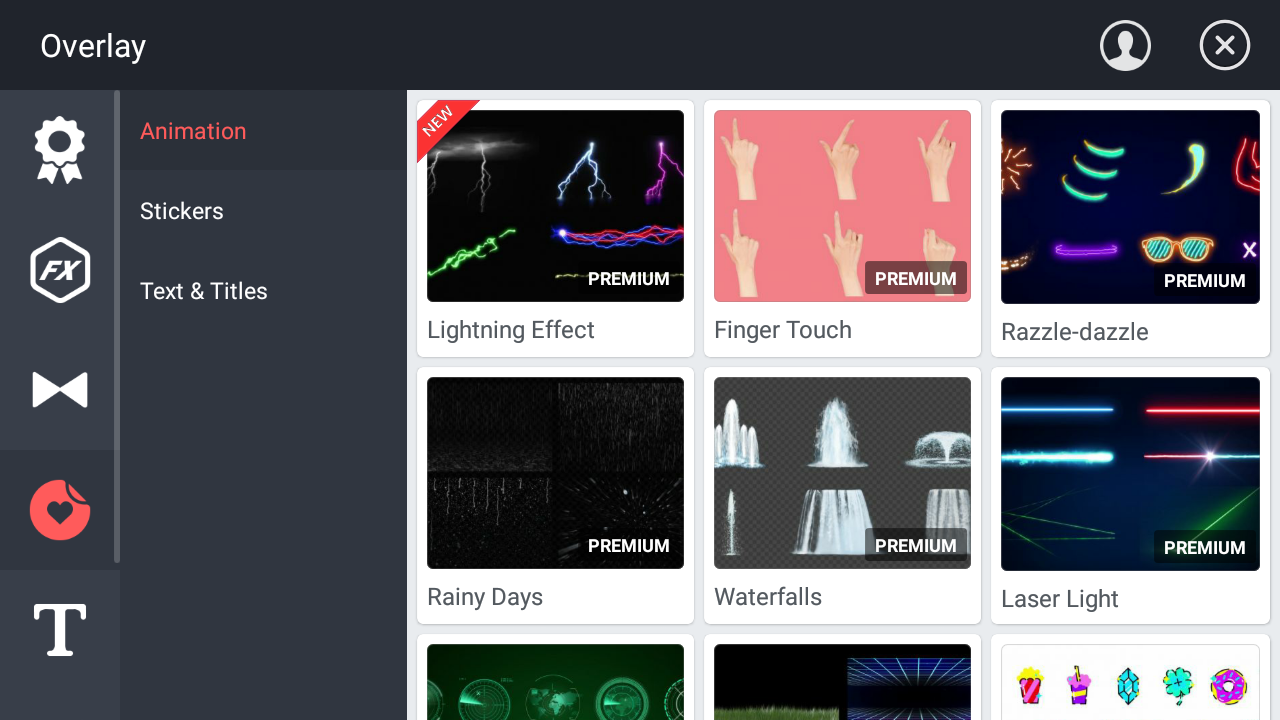 Overlay
FX
T
Animation
Stickers
Text & Titles
NEW
PREMIUM
Lightning Effect
PREMIUM
Finger Touch
X
PREMIUM
Razzle-dazzle
PREMIUM
Rainy Days
PREMIUM
Waterfalls
PREMIUM
Laser Light